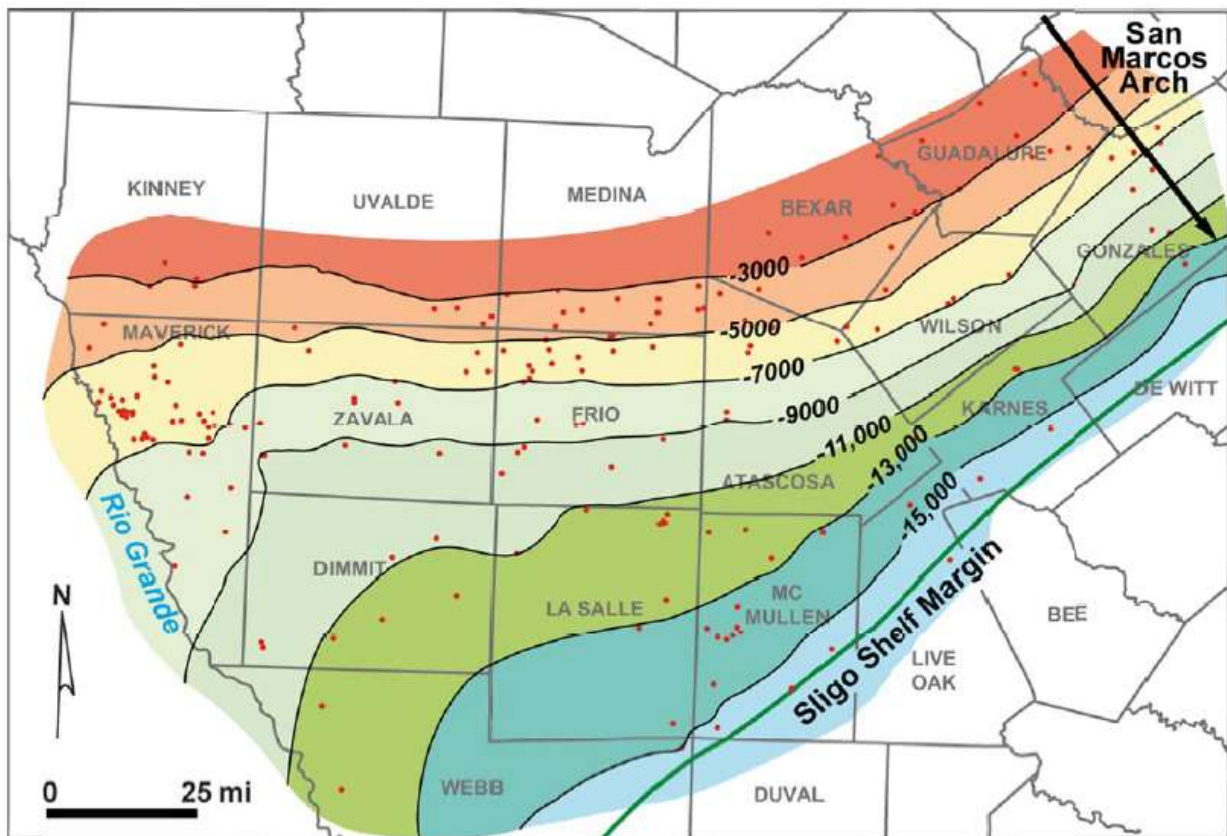 San
Marcos
Arch
GUADALURE
KINNEY
UVALDE
MEDINA
BEXAR
GONZALES
-3000
MAVERICK
-5000
WILSON
-7000
DE WITT
ZAVALA
FRIO
-9000
KARNES
-11,000
-13,000
ATASCOSA
-15,000
Rio Grande
DIMMIT
N
LA SALLE
MC
MULLEN
BEE
Sligo Shelf Margin
LIVE
OAK
0 25 mi
WEBB
DUVAL